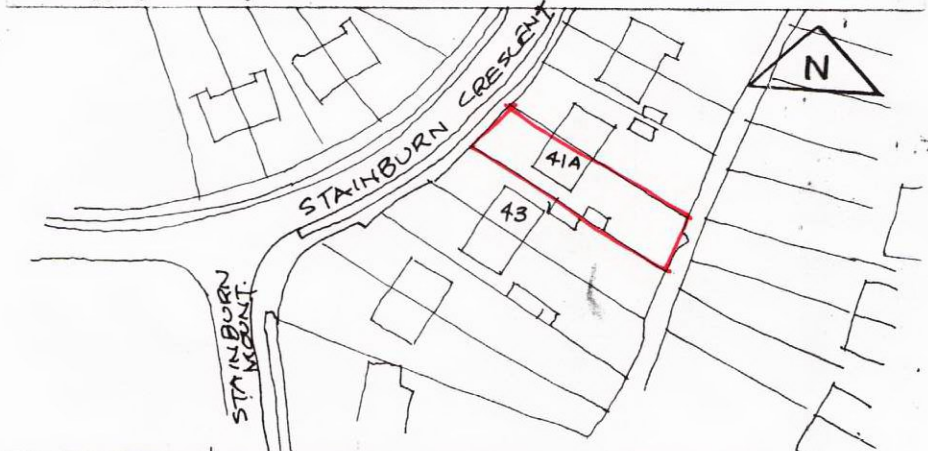 STAINBURN CRESCENT
N
41A
43
STAINBURN
MOUNT.